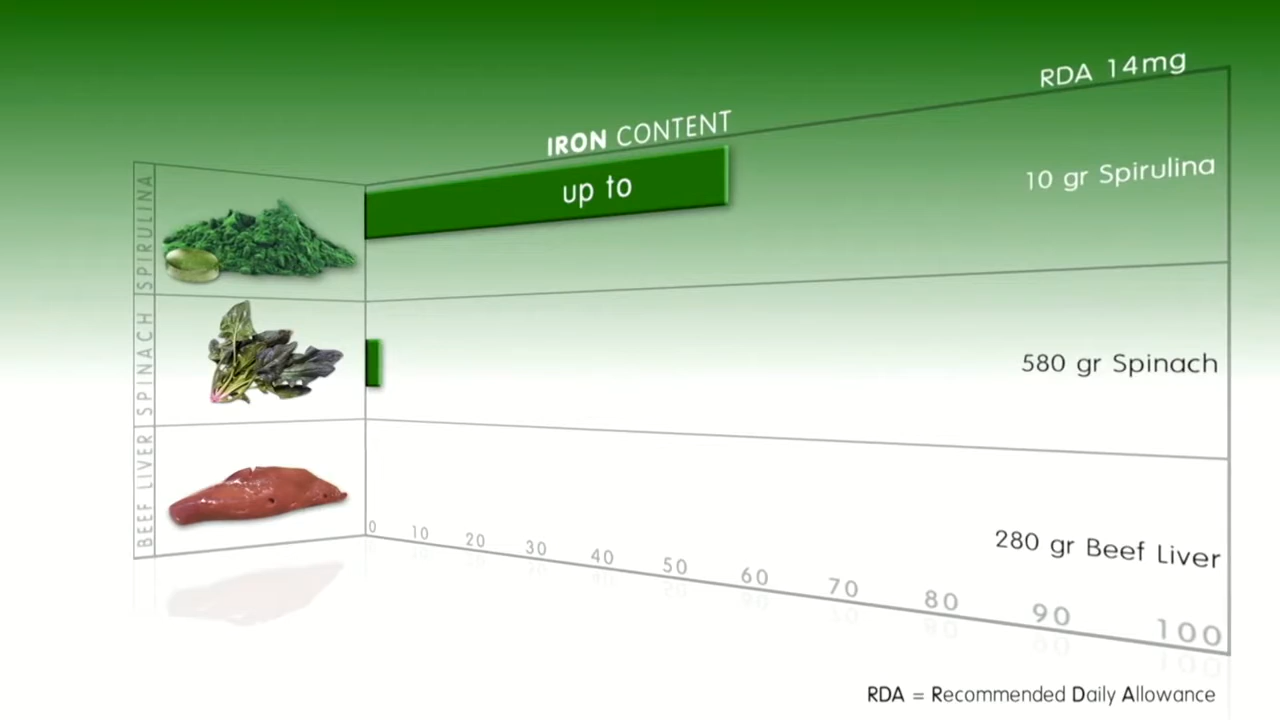 RDA 14mg
IRON CONTENT
up to
10 gr Spirulina
SPIRULINA
580 gr Spinach
SPINACH
280 gr Beef Liver
BEEF LIVER
0 10 20 30 40 50 60 70 80 90 100
RDA = Recommended Daily Allowance